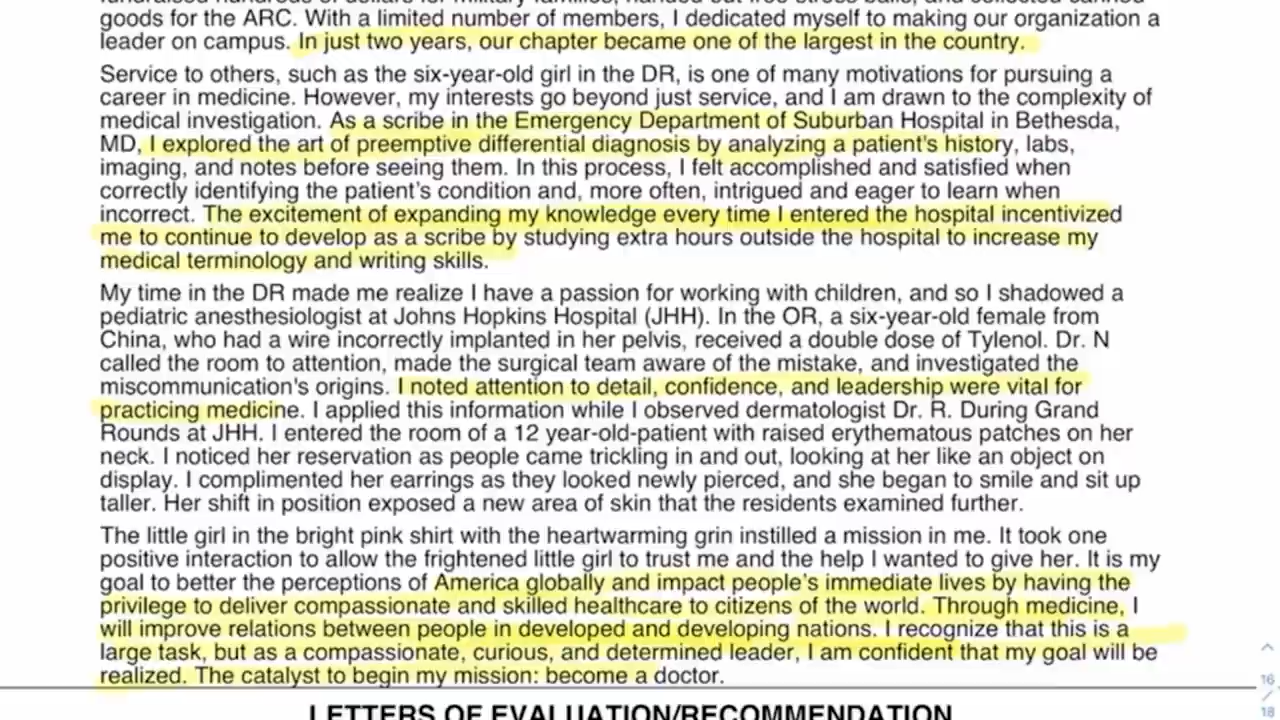 goods for the ARC. With a limited number of members, I dedicated myself to making our organization a
leader on campus. In just two years, our chapter became one of the largest in the country.
Service to others, such as the six-year-old girl in the DR, is one of many motivations for pursuing a
career in medicine. However, my interests go beyond just service, and I am drawn to the complexity of
medical investigation. As a scribe in the Emergency Department of Suburban Hospital in Bethesda,
MD, I explored the art of preemptive differential diagnosis by analyzing a patient's history, labs,
imaging, and notes before seeing them. In this process, I felt accomplished and satisfied when
correctly identifying the patient's condition and, more often, intrigued and eager to learn when
incorrect. The excitement of expanding my knowledge every time I entered the hospital incentivized
me to continue to develop as a scribe by studying extra hours outside the hospital to increase my
medical terminology and writing skills.
My time in the DR made me realize I have a passion for working with children, and so I shadowed a
pediatric anesthesiologist at Johns Hopkins Hospital (JHH). In the OR, a six-year-old female from
China, who had a wire incorrectly implanted in her pelvis, received a double dose of Tylenol. Dr. N
called the room to attention, made the surgical team aware of the mistake, and investigated the
miscommunication's origins. I noted attention to detail, confidence, and leadership were vital for
practicing medicine. I applied this information while I observed dermatologist Dr. R. During Grand
Rounds at JHH. I entered the room of a 12 year-old-patient with raised erythematous patches on her
neck. I noticed her reservation as people came trickling in and out, looking at her like an object on
display. I complimented her earrings as they looked newly pierced, and she began to smile and sit up
taller. Her shift in position exposed a new area of skin that the residents examined further.
The little girl in the bright pink shirt with the heartwarming grin instilled a mission in me. It took one
positive interaction to allow the frightened little girl to trust me and the help I wanted to give her. It is my
goal to better the perceptions of America globally and impact people's immediate lives by having the
privilege to deliver compassionate and skilled healthcare to citizens of the world. Through medicine, I
will improve relations between people in developed and developing nations. I recognize that this is a
large task, but as a compassionate, curious, and determined leader, I am confident that my goal will be
realized. The catalyst to begin my mission: become a doctor.
LETTERS OF EVALUATION/RECOMMENDATION
16
18